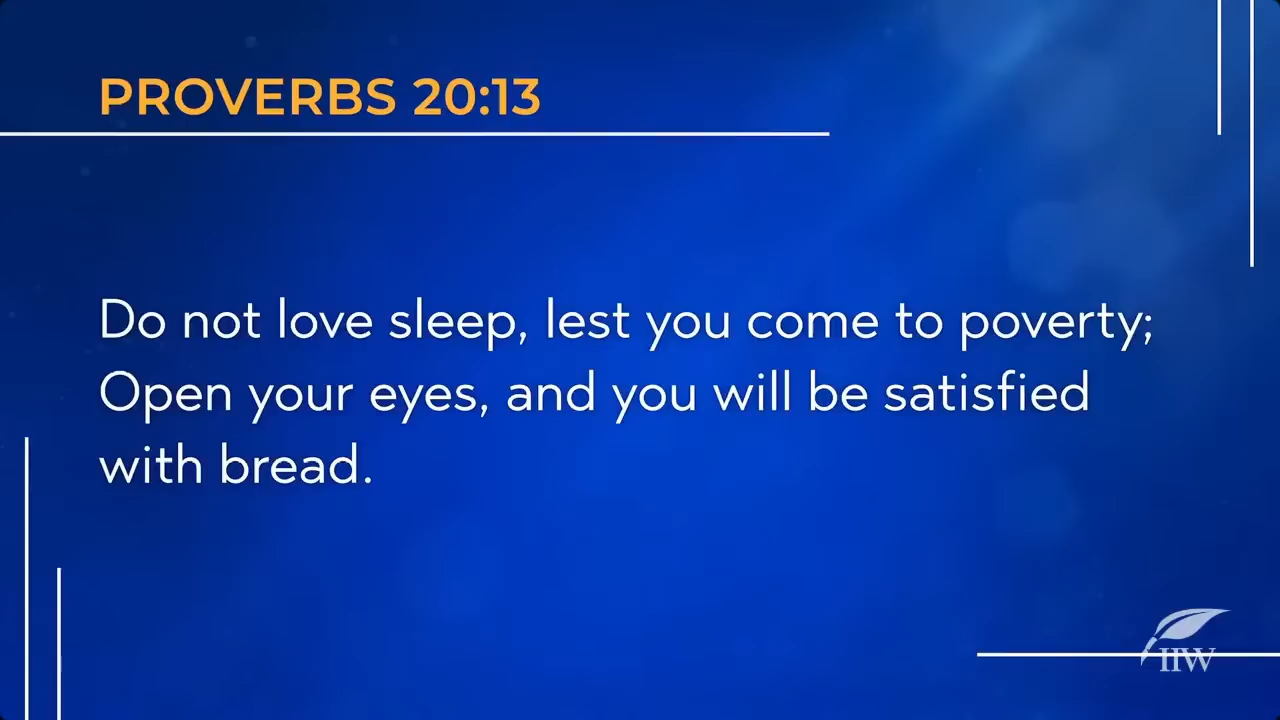 PROVERBS 20:13
Do not love sleep, lest you come to poverty;
Open your eyes, and you will be satisfied
with bread.
IIW